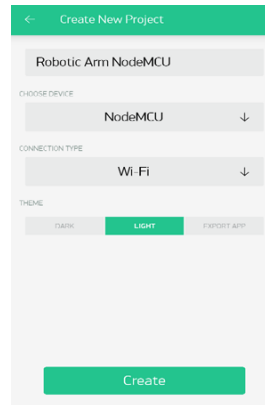 Create New Project
Robotic Arm NodeMCU
CHOOSE DEVICE
NodeMCU
CONNECTION TYPE
Wi-Fi
THEME
DARK LIGHT EXPORT APP
Create